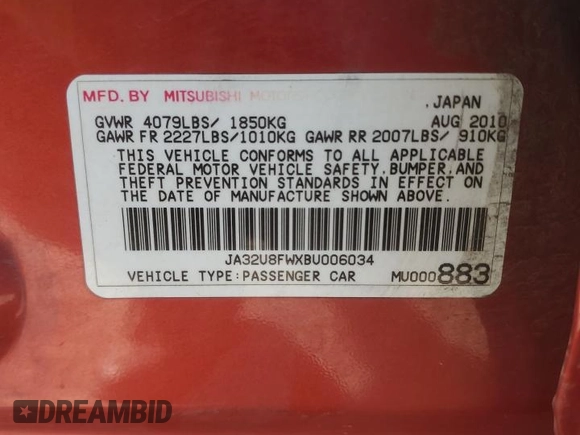 MFD. BY MITSUBISHI MOTOR
.JAPAN
GVWR 4079LBS/ 1850KG AUG 2010
GAWR FR 2227LBS/1010KG GAWR RR 2007LBS/ 910KG
THIS VEHICLE CONFORMS TO ALL APPLICABLE
FEDERAL MOTOR VEHICLE SAFETY,BUMPER,AND
THEFT PREVENTION STANDARDS IN EFFECT ON
THE DATE OF MANUFACTURE SHOWN ABOVE.
JA32U8FWXBU006034
VEHICLE TYPE:PASSENGER CAR MU000883
DREAMBID